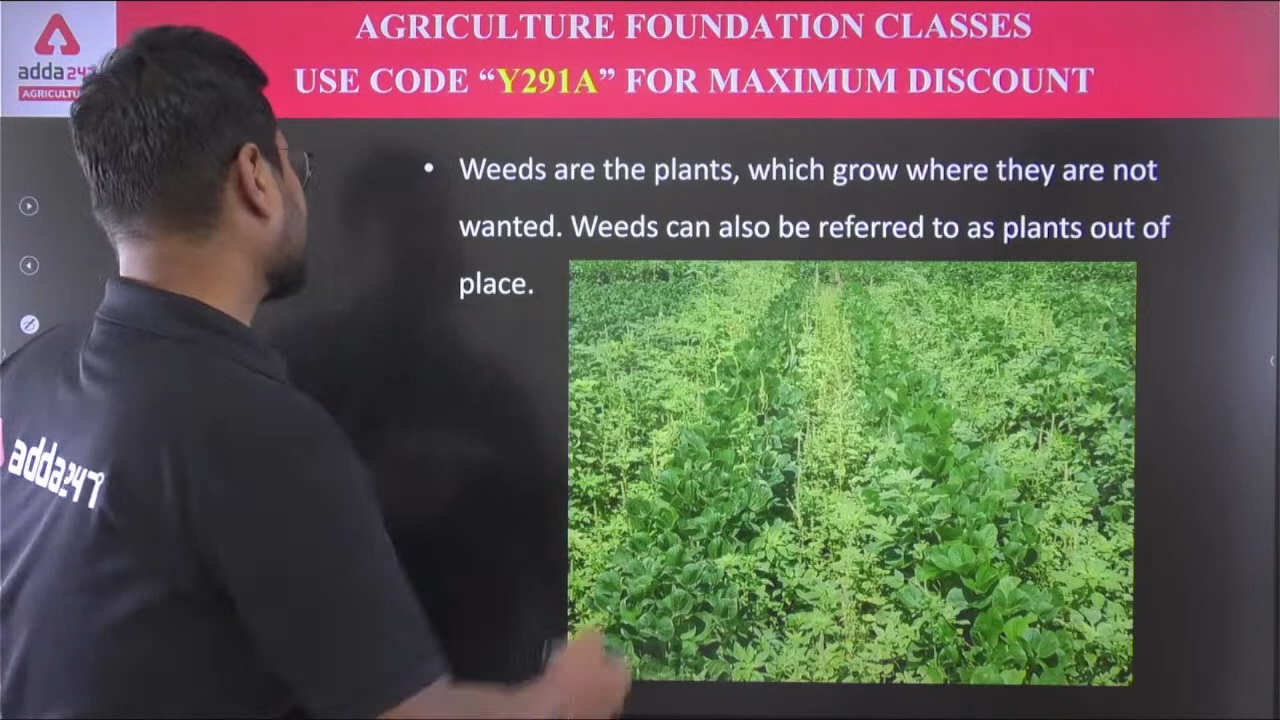 AGRICULTURE FOUNDATION CLASSES
USE CODE “Y291A” FOR MAXIMUM DISCOUNT
adda247
AGRICULTU
• Weeds are the plants, which grow where they are not
wanted. Weeds can also be referred to as plants out of
place.
adda247